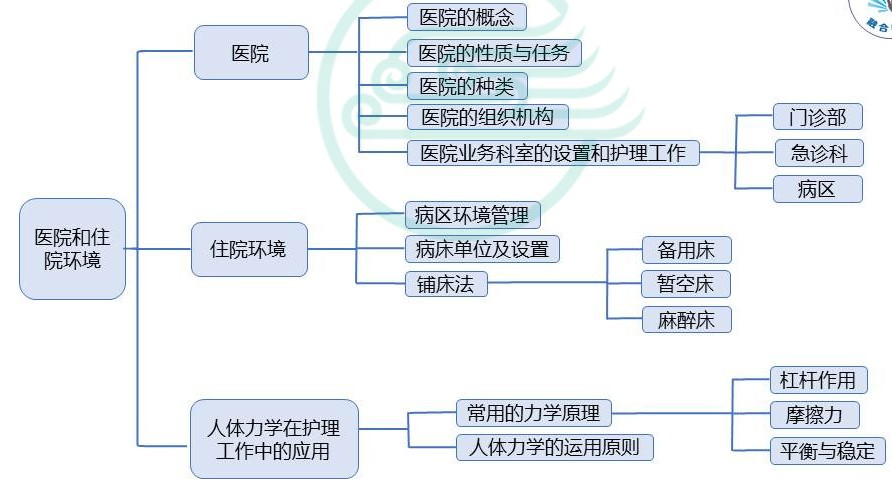 医院和住
院环境
医院
医院的概念
医院的性质与任务
医院的种类
医院的组织机构
医院业务科室的设置和护理工作
门诊部
急诊科
病区
住院环境
病区环境管理
病床单位及设置
铺床法
备用床
暂空床
麻醉床
人体力学在护理
工作中的应用
常用的力学原理
杠杆作用
摩擦力
平衡与稳定
人体力学的运用原则
融合